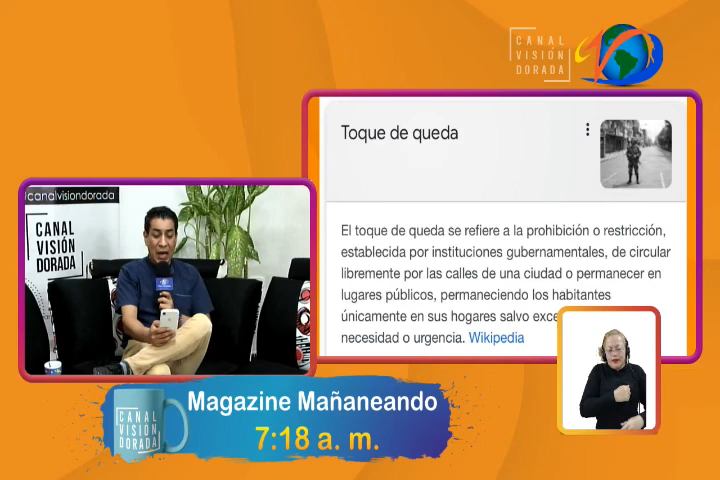 CANAL
VISIÓN
DORADA
Toque de queda
El toque de queda se refiere a la prohibición o restricción,
establecida por instituciones gubernamentales, de circular
libremente por las calles de una ciudad o permanecer en
lugares públicos, permaneciendo los habitantes
únicamente en sus hogares salvo exce
necesidad o urgencia. Wikipedia
canalvisiondorada
CANAL
VISIÓN
DORADA
CANAL
VISIÓN
DORADA
Magazine Mañaneando
7:18 a. m.